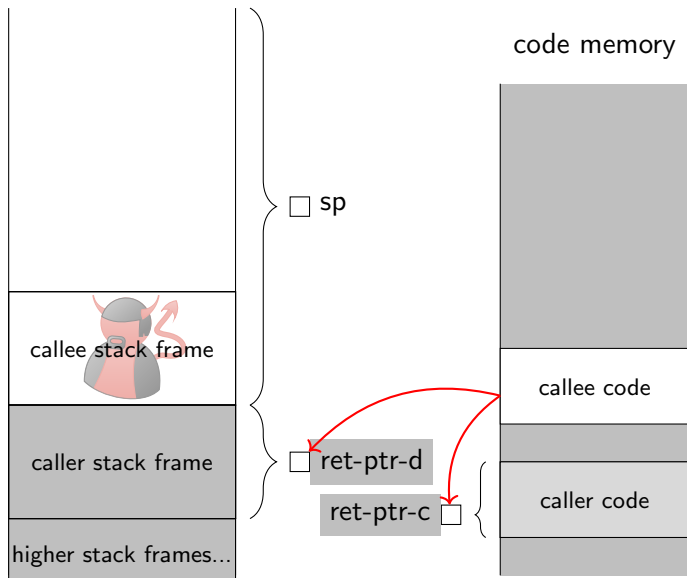 code memory
sp
callee stack frame
callee code
caller stack frame
ret-ptr-d
ret-ptr-c
caller code
higher stack frames...